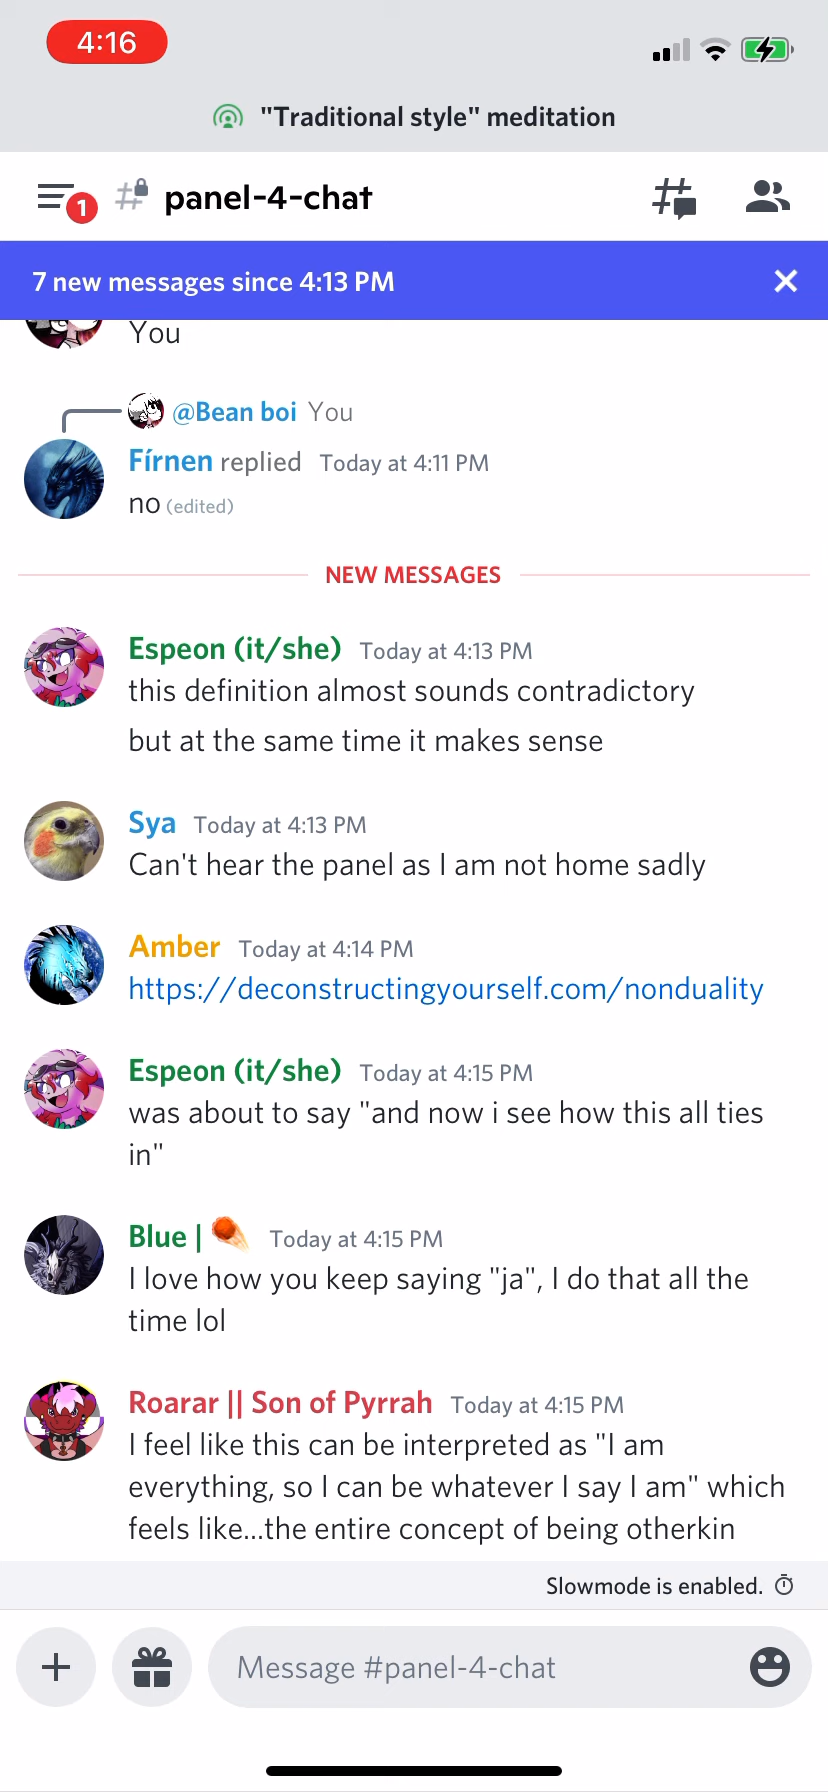 4:16
"Traditional style" meditation
1
# panel-4-chat
7 new messages since 4:13 PM
You
@Bean boi You
Fírnen replied Today at 4:11 PM
no (edited)
NEW MESSAGES
Espeon (it/she) Today at 4:13 PM
this definition almost sounds contradictory
but at the same time it makes sense
Sya Today at 4:13 PM
Can't hear the panel as I am not home sadly
Amber Today at 4:14 PM
https://deconstructingyourself.com/nonduality
Espeon (it/she) Today at 4:15 PM
was about to say "and now i see how this all ties
in"
Blue | Today at 4:15 PM
I love how you keep saying "ja", I do that all the
time lol
Roarar || Son of Pyrrah Today at 4:15 PM
I feel like this can be interpreted as "I am
everything, so I can be whatever I say I am" which
feels like...the entire concept of being otherkin
Slowmode is enabled.
Message #panel-4-chat